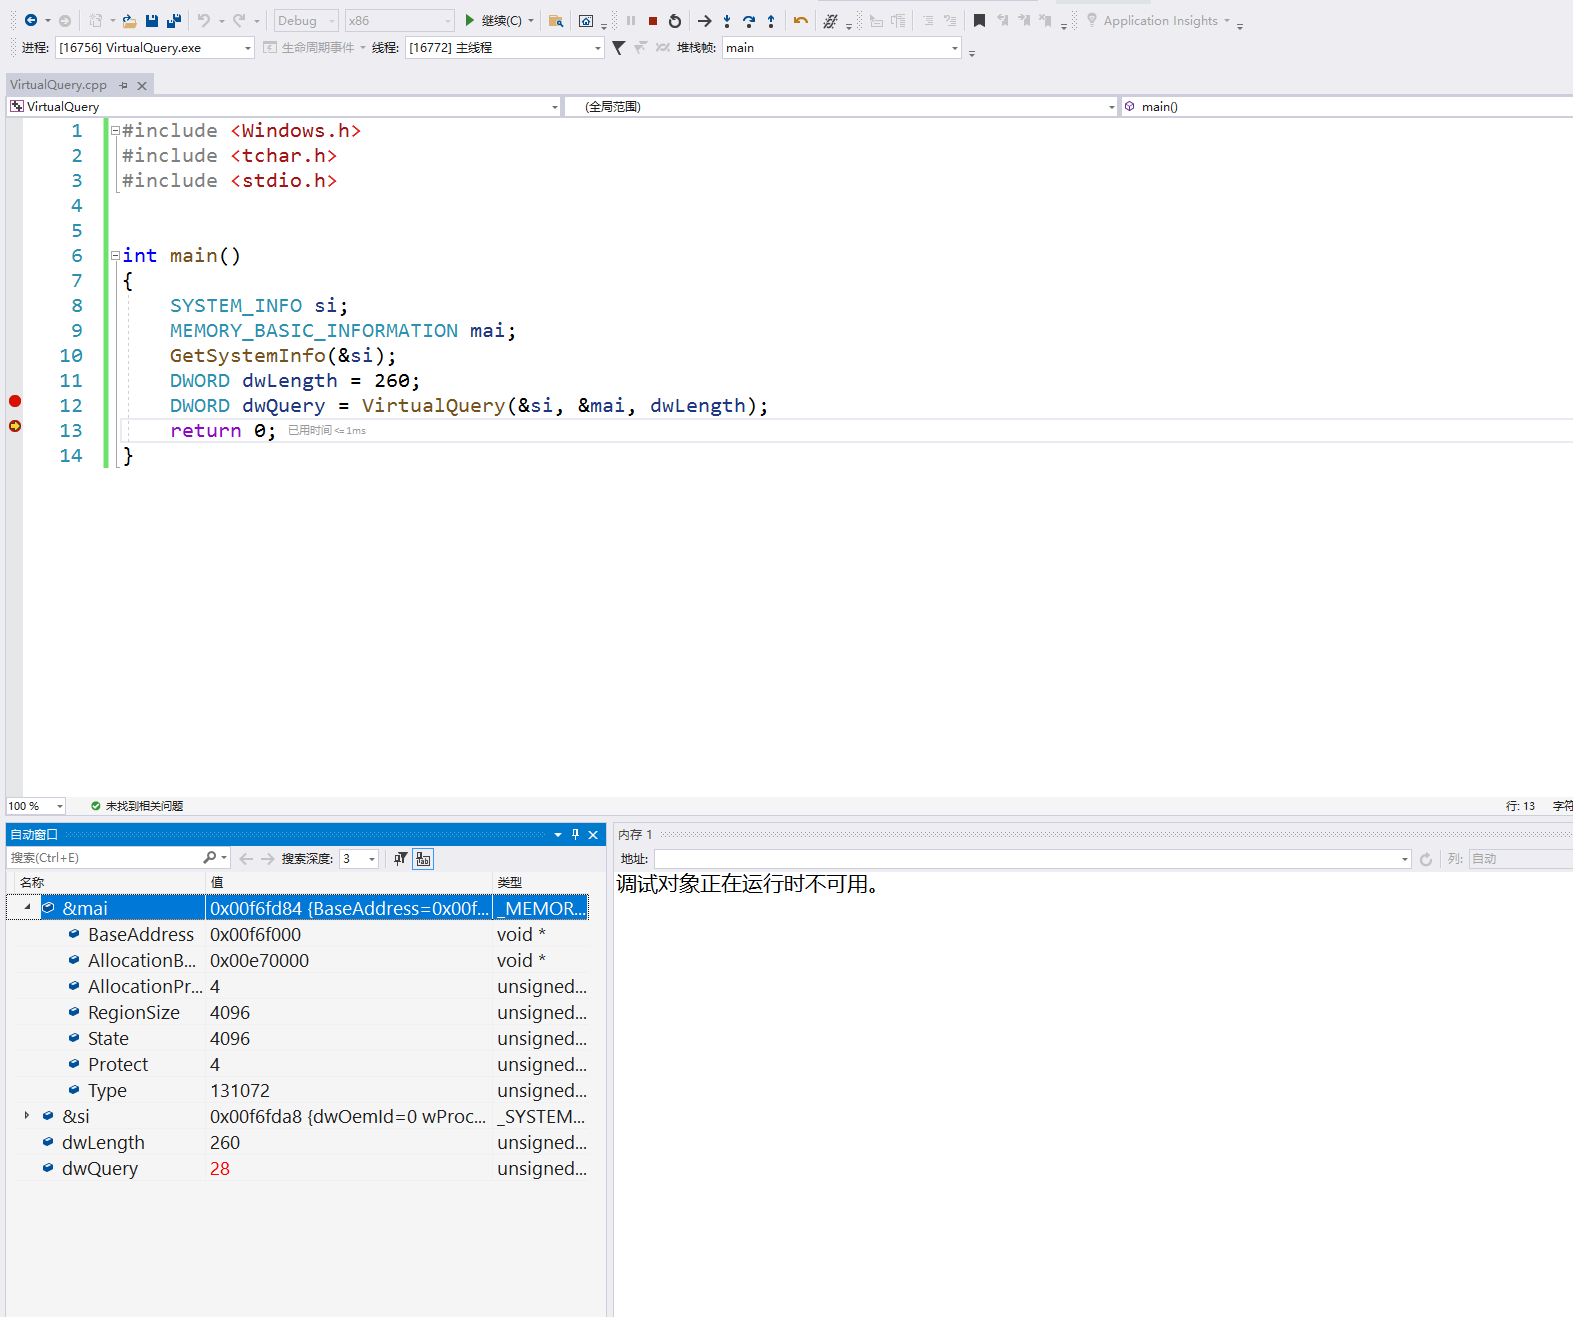 Debug x86 继续(C) Application Insights
进程: [16756] VirtualQuery.exe 生命周期事件 线程: [16772] 主线程 堆栈帧: main
VirtualQuery.cpp
VirtualQuery (全局范围) main()
1 #include <Windows.h>
2 #include <tchar.h>
3 #include <stdio.h>
4
5
6 int main()
7 {
8 SYSTEM_INFO si;
9 MEMORY_BASIC_INFORMATION mai;
10 GetSystemInfo(&si);
11 DWORD dwLength = 260;
12 DWORD dwQuery = VirtualQuery(&si, &mai, dwLength);
13 return 0; 已用时间 <= 1ms
14 }
100 % 未找到相关问题 行: 13 字符
自动窗口
搜索(Ctrl+E) 搜索深度: 3
名称 值 类型
&mai 0x00f6fd84 {BaseAddress=0x00f... _MEMOR...
BaseAddress 0x00f6f000 void *
AllocationB... 0x00e70000 void *
AllocationPr... 4 unsigned...
RegionSize 4096 unsigned...
State 4096 unsigned...
Protect 4 unsigned...
Type 131072 unsigned...
&si 0x00f6fda8 {dwOemId=0 wProc... _SYSTEM...
dwLength 260 unsigned...
dwQuery 28 unsigned...
内存 1
地址: 列: 自动
调试对象正在运行时不可用。